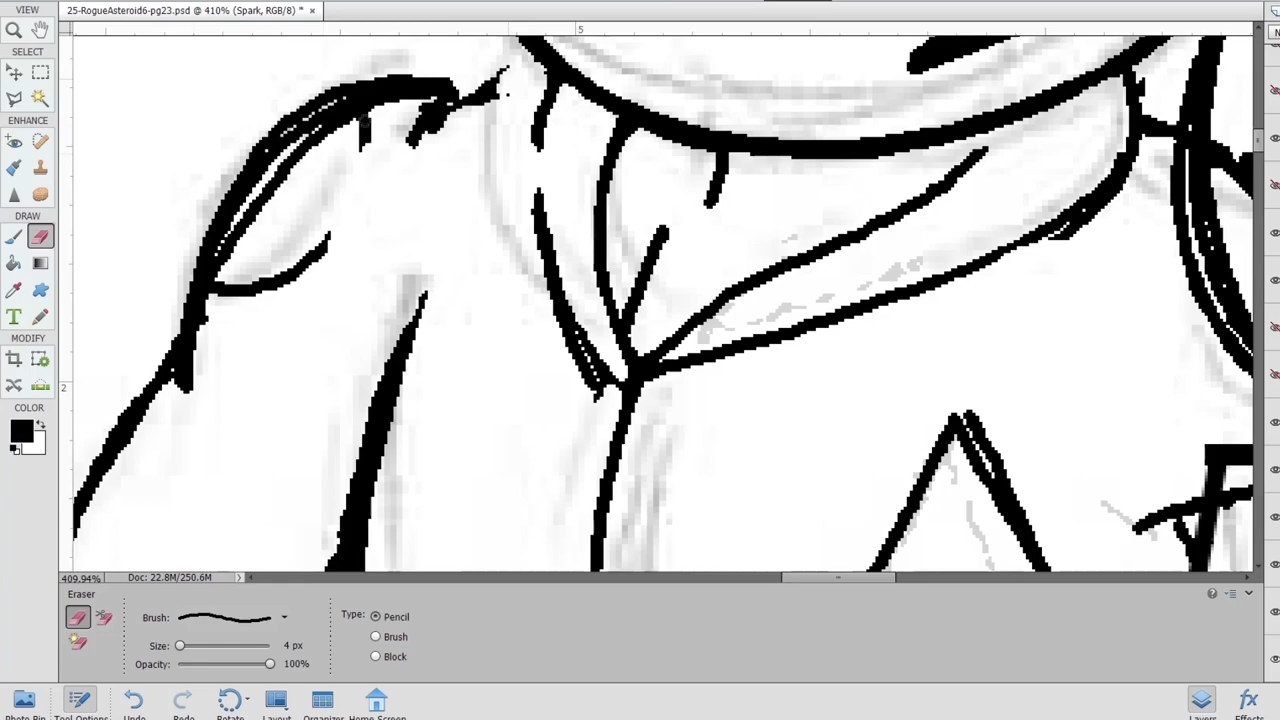 VIEW
25-RogueAsteroid6-pg23.psd @ 410% (Spark, RGB/8) * ×
5
SELECT
ENHANCE
DRAW
T
MODIFY
2
COLOR
409.94% Doc: 22.8M/250.6M
Eraser
Brush:
Type: Pencil
Size: 4 px
Brush
Opacity: 100%
Block
Photo Bin Tool Options Undo Redo Rotate Layout Organizer Home Screen Layers Effects